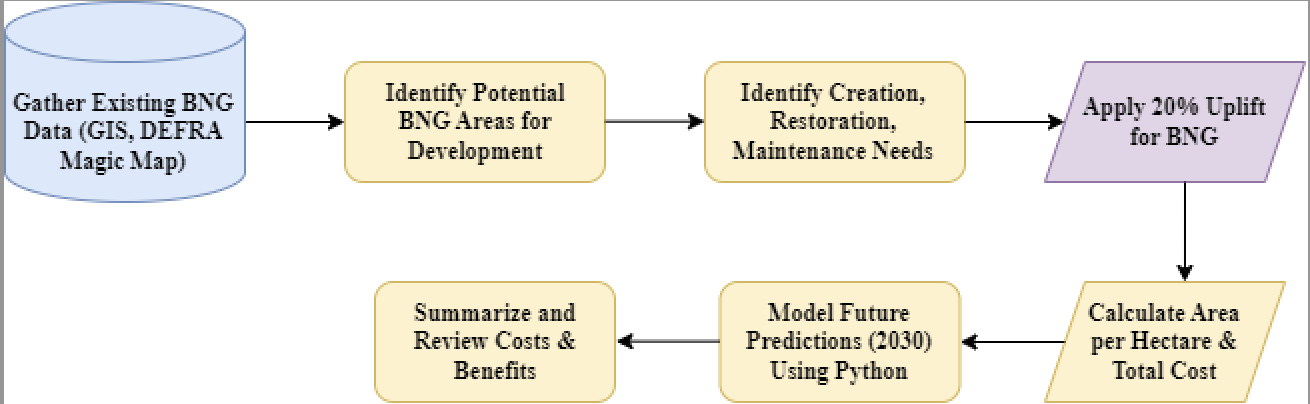 Gather Existing BNG
Data (GIS, DEFRA
Magic Map)
Identify Potential
BNG Areas for
Development
Identify Creation,
Restoration,
Maintenance Needs
Apply 20% Uplift
for BNG
Calculate Area
per Hectare &
Total Cost
Model Future
Predictions (2030)
Using Python
Summarize and
Review Costs &
Benefits